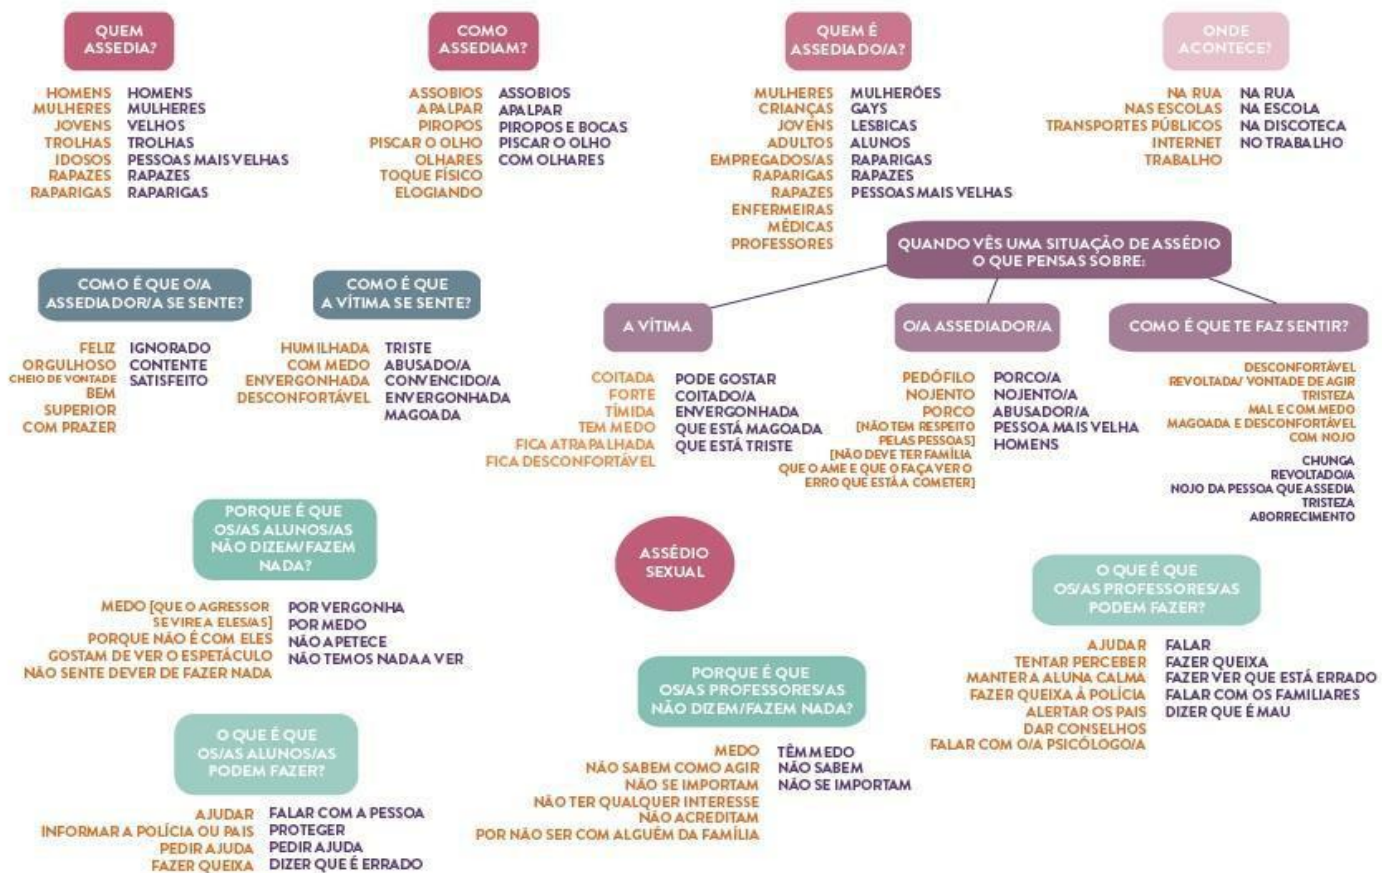 QUEM
ASSEDIA?
HOMENS
MULHERES
JOVENS
TROLHAS
IDOSOS
RAPAZES
RAPARIGAS
HOMENS
MULHERES
VELHOS
TROLHAS
PESSOAS MAIS VELHAS
RAPAZES
RAPARIGAS
COMO
ASSEDIAM?
ASSOBIOS
APALPAR
PIROPOS
PISCAR O OLHO
OLHARES
TOQUE FÍSICO
ELOGIANDO
ASSOBIOS
APALPAR
PIROPOS E BOCAS
PISCAR O OLHO
COM OLHARES
QUEM É
ASSEDIADO/A?
MULHERES
CRIANÇAS
JOVENS
ADULTOS
EMPREGADOS/AS
RAPARIGAS
RAPAZES
ENFERMEIRAS
MÉDICAS
PROFESSORES
MULHERÕES
GAYS
LESBICAS
ALUNOS
RAPARIGAS
RAPAZES
PESSOAS MAIS VELHAS
ONDE
ACONTECE?
NA RUA
NAS ESCOLAS
TRANSPORTES PÚBLICOS
INTERNET
TRABALHO
NA RUA
NA ESCOLA
NA DISCOTECA
NO TRABALHO
COMO É QUE O/A
ASSEDIADOR/A SE SENTE?
FELIZ
ORGULHOSO
CHEIO DE VONTADE
BEM
SUPERIOR
COM PRAZER
IGNORADO
CONTENTE
SATISFEITO
COMO É QUE
A VÍTIMA SE SENTE?
HUMILHADA
COM MEDO
ENVERGONHADA
DESCONFORTÁVEL
TRISTE
ABUSADO/A
CONVENCIDO/A
ENVERGONHADA
MAGOADA
QUANDO VÊS UMA SITUAÇÃO DE ASSÉDIO
O QUE PENSAS SOBRE:
A VÍTIMA
COITADA
FORTE
TÍMIDA
TEM MEDO
FICA ATRAPALHADA
FICA DESCONFORTÁVEL
PODE GOSTAR
COITADO/A
ENVERGONHADA
QUE ESTÁ MAGOADA
QUE ESTÁ TRISTE
O/A ASSEDIADOR/A
PEDÓFILO
NOJENTO
PORCO
[NÃO TEM RESPEITO
PELAS PESSOAS]
[NÃO DEVE TER FAMÍLIA
QUE O AME E QUE O FAÇA VER O
ERRO QUE ESTÁ A COMETER]
PORCO/A
NOJENTO/A
ABUSADOR/A
PESSOA MAIS VELHA
HOMENS
COMO É QUE TE FAZ SENTIR?
DESCONFORTÁVEL
REVOLTADA/ VONTADE DE AGIR
TRISTEZA
MAL E COM MEDO
MAGOADA E DESCONFORTÁVEL
COM NOJO
CHUNGA
REVOLTADO/A
NOJO DA PESSOA QUE ASSEDIA
TRISTEZA
ABORRECIMENTO
PORQUE É QUE
OS/AS ALUNOS/AS
NÃO DIZEM/FAZEM
NADA?
MEDO [QUE O AGRESSOR
SE VIRE A ELES/AS]
PORQUE NÃO É COM ELES
GOSTAM DE VER O ESPETÁCULO
NÃO SENTE DEVER DE FAZER NADA
POR VERGONHA
POR MEDO
NÃO APETECE
NÃO TEMOS NADA A VER
ASSÉDIO
SEXUAL
O QUE É QUE
OS/AS PROFESSORES/AS
PODEM FAZER?
AJUDAR
TENTAR PERCEBER
MANTER A ALUNA CALMA
FAZER QUEIXA À POLÍCIA
ALERTAR OS PAIS
DAR CONSELHOS
FALAR COM O/A PSICÓLOGO/A
FALAR
FAZER QUEIXA
FAZER VER QUE ESTÁ ERRADO
FALAR COM OS FAMILIARES
DIZER QUE É MAU
PORQUE É QUE
OS/AS PROFESSORES/AS
NÃO DIZEM/FAZEM NADA?
MEDO
NÃO SABEM COMO AGIR
NÃO SE IMPORTAM
NÃO TER QUALQUER INTERESSE
NÃO ACREDITAM
POR NÃO SER COM ALGUÉM DA FAMÍLIA
TÊM MEDO
NÃO SABEM
NÃO SE IMPORTAM
O QUE É QUE
OS/AS ALUNOS/AS
PODEM FAZER?
AJUDAR
INFORMAR A POLÍCIA OU PAIS
PEDIR AJUDA
FAZER QUEIXA
FALAR COM A PESSOA
PROTEGER
PEDIR AJUDA
DIZER QUE É ERRADO